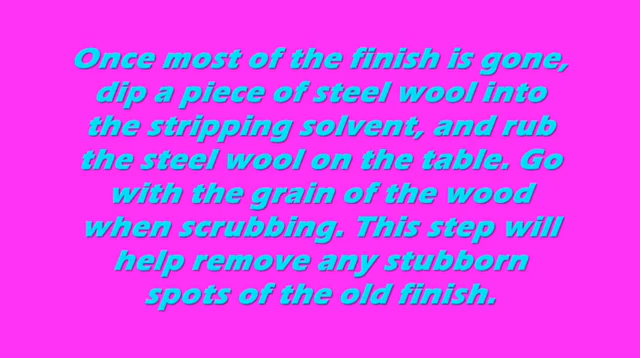 Once most of the finish is gone,
dip a piece of steel wool into
the stripping solvent, and rub
the steel wool on the table. Go
with the grain of the wood
when scrubbing. This step will
help remove any stubborn
spots of the old finish.